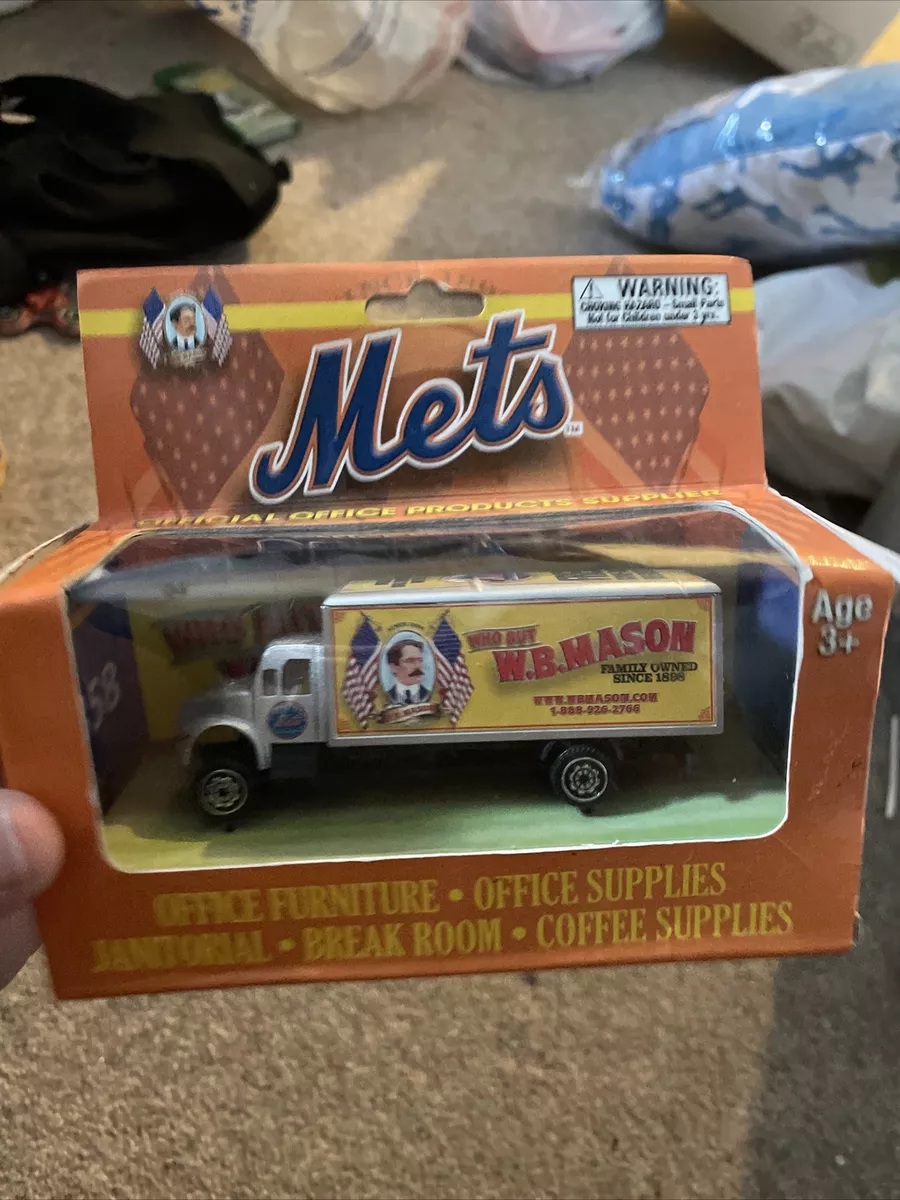 WARNING:
CHOKING HAZARD - Small Parts
Not for Children under 3 yrs.
Mets
TM
OFFICIAL OFFICE PRODUCTS SUPPLIER
Age
3+
WHO BUT
W.B.MASON
FAMILY OWNED
SINCE 1898
WWW.WBMASON.COM
1-888-926-2766
OFFICE FURNITURE • OFFICE SUPPLIES
JANITORIAL • BREAK ROOM • COFFEE SUPPLIES